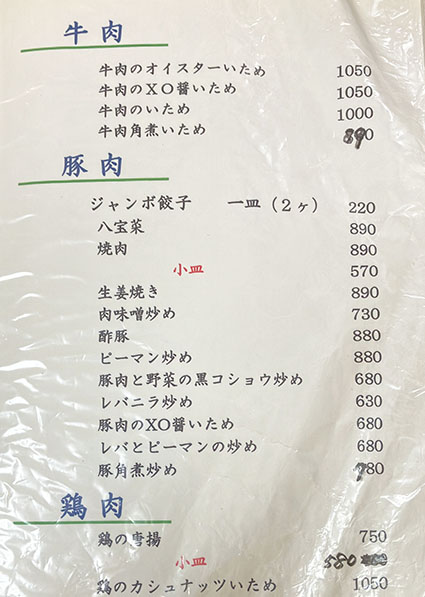 牛肉
牛肉のオイスターいため 1050
牛肉のXO醤いため 1050
牛肉のいため 1000
牛肉角煮いため 890
豚肉
ジャンボ餃子 一皿(2ヶ) 220
八宝菜 890
焼肉 890
小皿 570
生姜焼き 890
肉味噌炒め 730
酢豚 880
ピーマン炒め 880
豚肉と野菜の黒コショウ炒め 680
レバニラ炒め 630
豚肉のXO醤いため 680
レバとピーマンの炒め 680
豚角煮炒め 780
鶏肉
鶏の唐揚 750
小皿 580
鶏のカシュナッツいため 1050